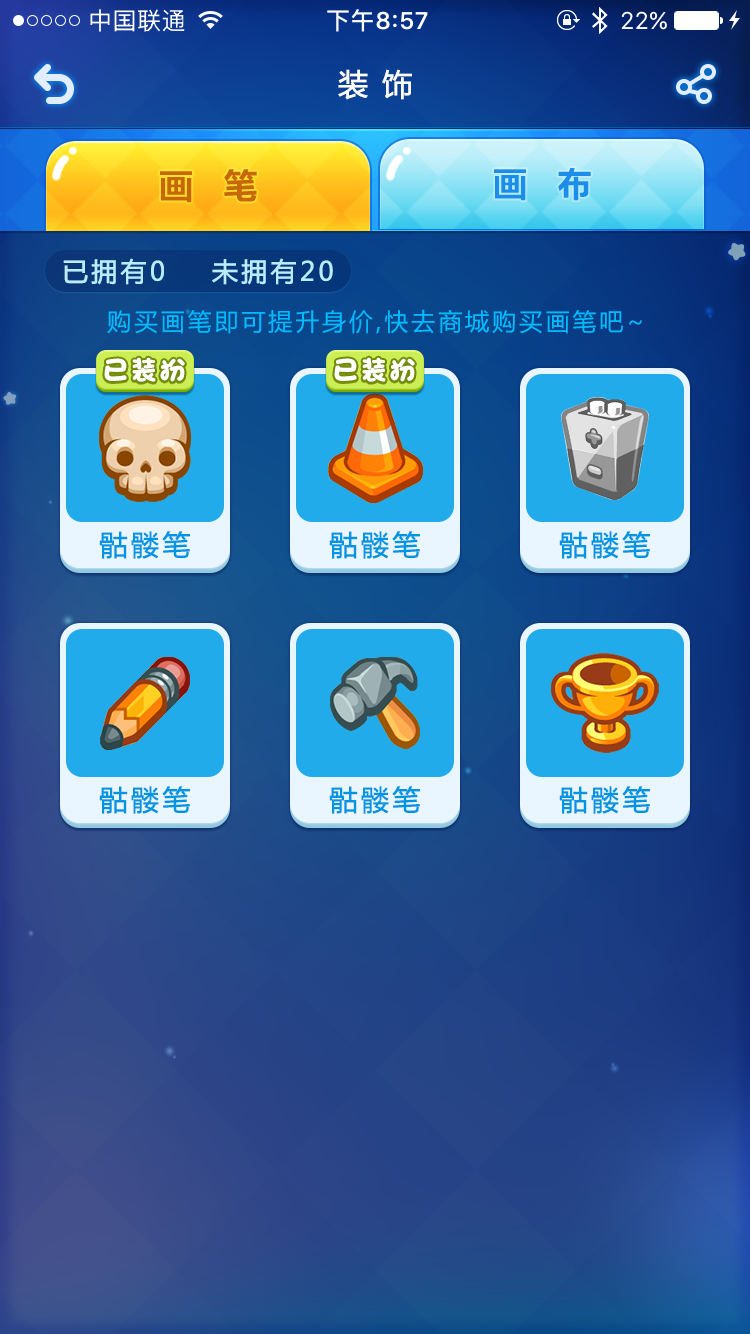 中国联通 下午8:57 22%
装饰
画笔 画布
已拥有0 未拥有20
购买画笔即可提升身价,快去商城购买画笔吧~
已装扮 已装扮
骷髅笔 骷髅笔 骷髅笔
骷髅笔 骷髅笔 骷髅笔